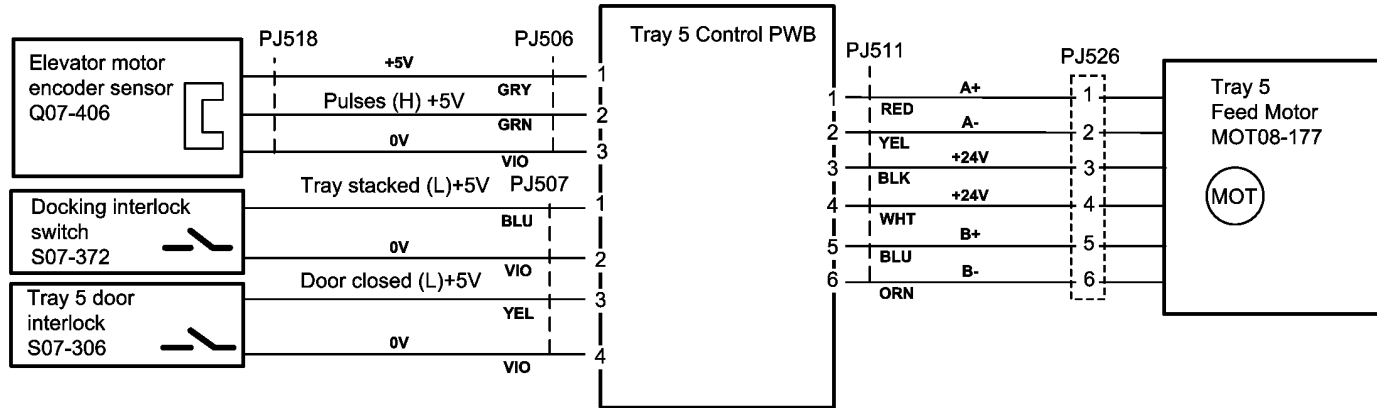 Elevator motor
encoder sensor
Q07-406
PJ518
PJ506
+5V
GRY
1
Pulses (H) +5V
GRN
2
0V
VIO
3
Docking interlock
switch
S07-372
Tray stacked (L)+5V
PJ507
BLU
1
0V
VIO
2
Tray 5 door
interlock
S07-306
Door closed (L)+5V
YEL
3
0V
VIO
4
Tray 5 Control PWB
PJ511
PJ526
1
RED
A+
1
2
YEL
A-
2
3
BLK
+24V
3
4
WHT
+24V
4
5
BLU
B+
5
6
ORN
B-
6
Tray 5
Feed Motor
MOT08-177
MOT